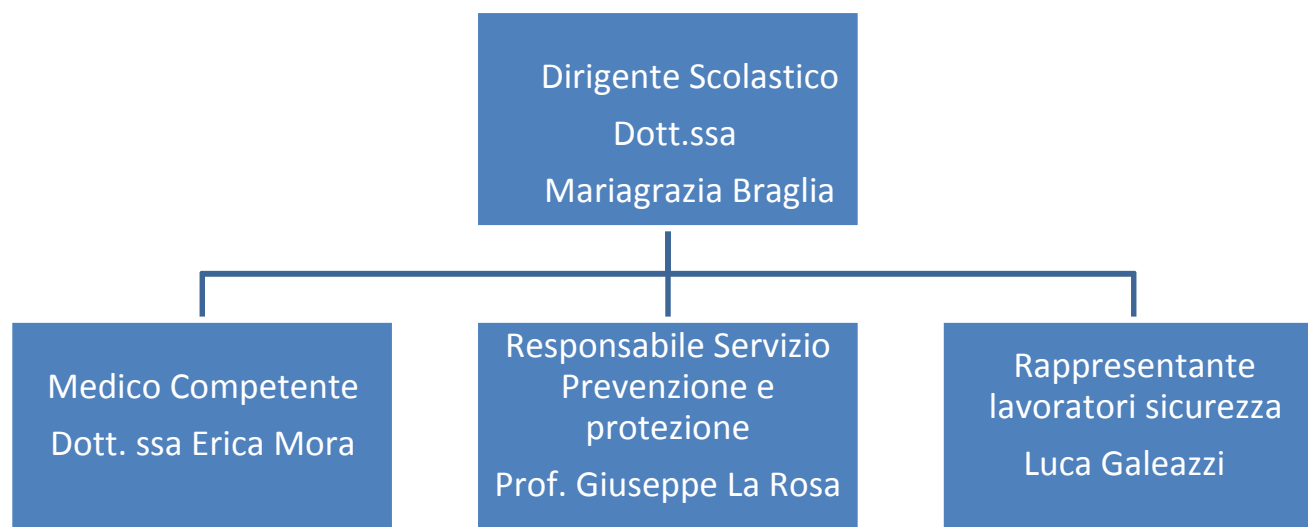 Dirigente Scolastico
Dott.ssa
Mariagrazia Braglia
Medico Competente
Dott. ssa Erica Mora
Responsabile Servizio
Prevenzione e
protezione
Prof. Giuseppe La Rosa
Rappresentante
lavoratori sicurezza
Luca Galeazzi